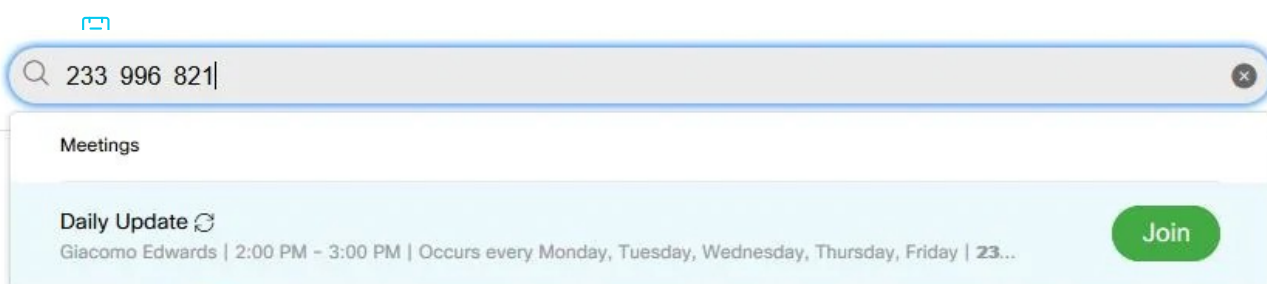 233 996 821
Meetings
Daily Update
Join
Giacomo Edwards | 2:00 PM - 3:00 PM | Occurs every Monday, Tuesday, Wednesday, Thursday, Friday | 23...